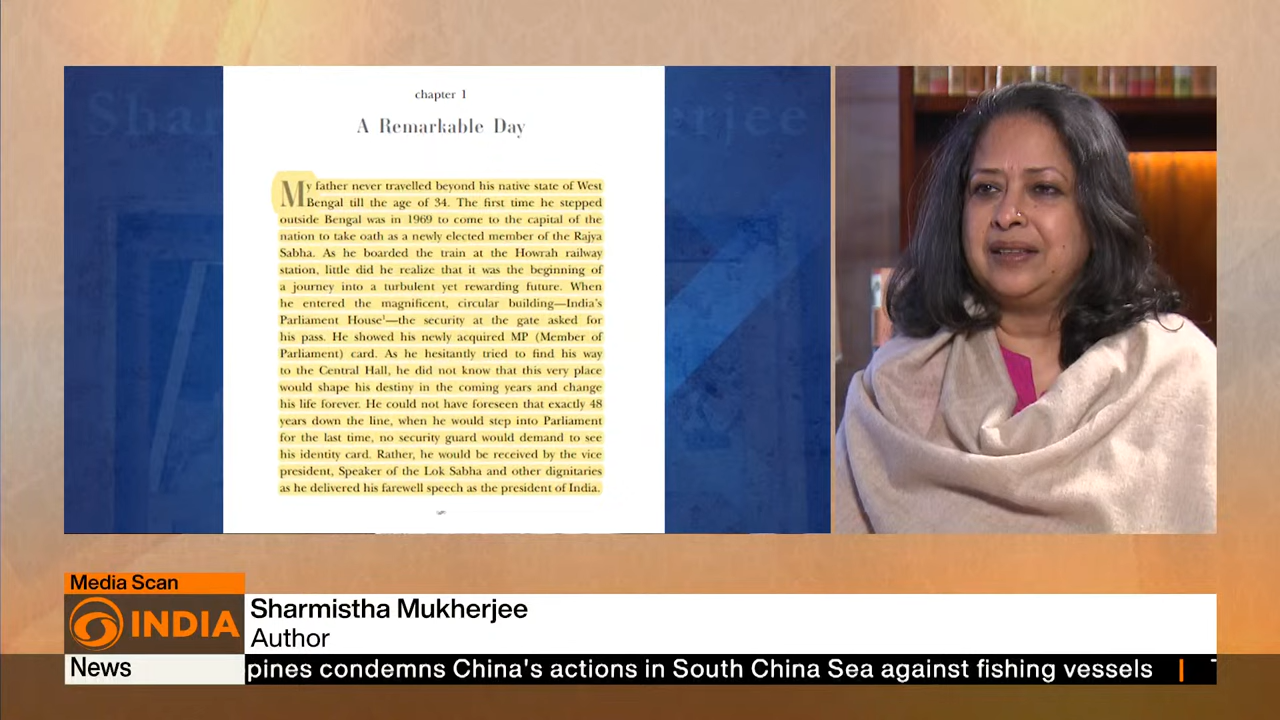 Sharmistha Mukherjee
chapter 1
A Remarkable Day
My father never travelled beyond his native state of West
Bengal till the age of 34. The first time he stepped
outside Bengal was in 1969 to come to the capital of the
nation to take oath as a newly elected member of the Rajya
Sabha. As he boarded the train at the Howrah railway
station, little did he realize that it was the beginning of
a journey into a turbulent yet rewarding future. When
he entered the magnificent, circular building—India's
Parliament House¹—the security at the gate asked for
his pass. He showed his newly acquired MP (Member of
Parliament) card. As he hesitantly tried to find his way
to the Central Hall, he did not know that this very place
would shape his destiny in the coming years and change
his life forever. He could not have foreseen that exactly 48
years down the line, when he would step into Parliament
for the last time, no security guard would demand to see
his identity card. Rather, he would be received by the vice
president, Speaker of the Lok Sabha and other dignitaries
as he delivered his farewell speech as the president of India.
Media Scan
INDIA
News
Sharmistha Mukherjee
Author
pines condemns China's actions in South China Sea against fishing vessels |